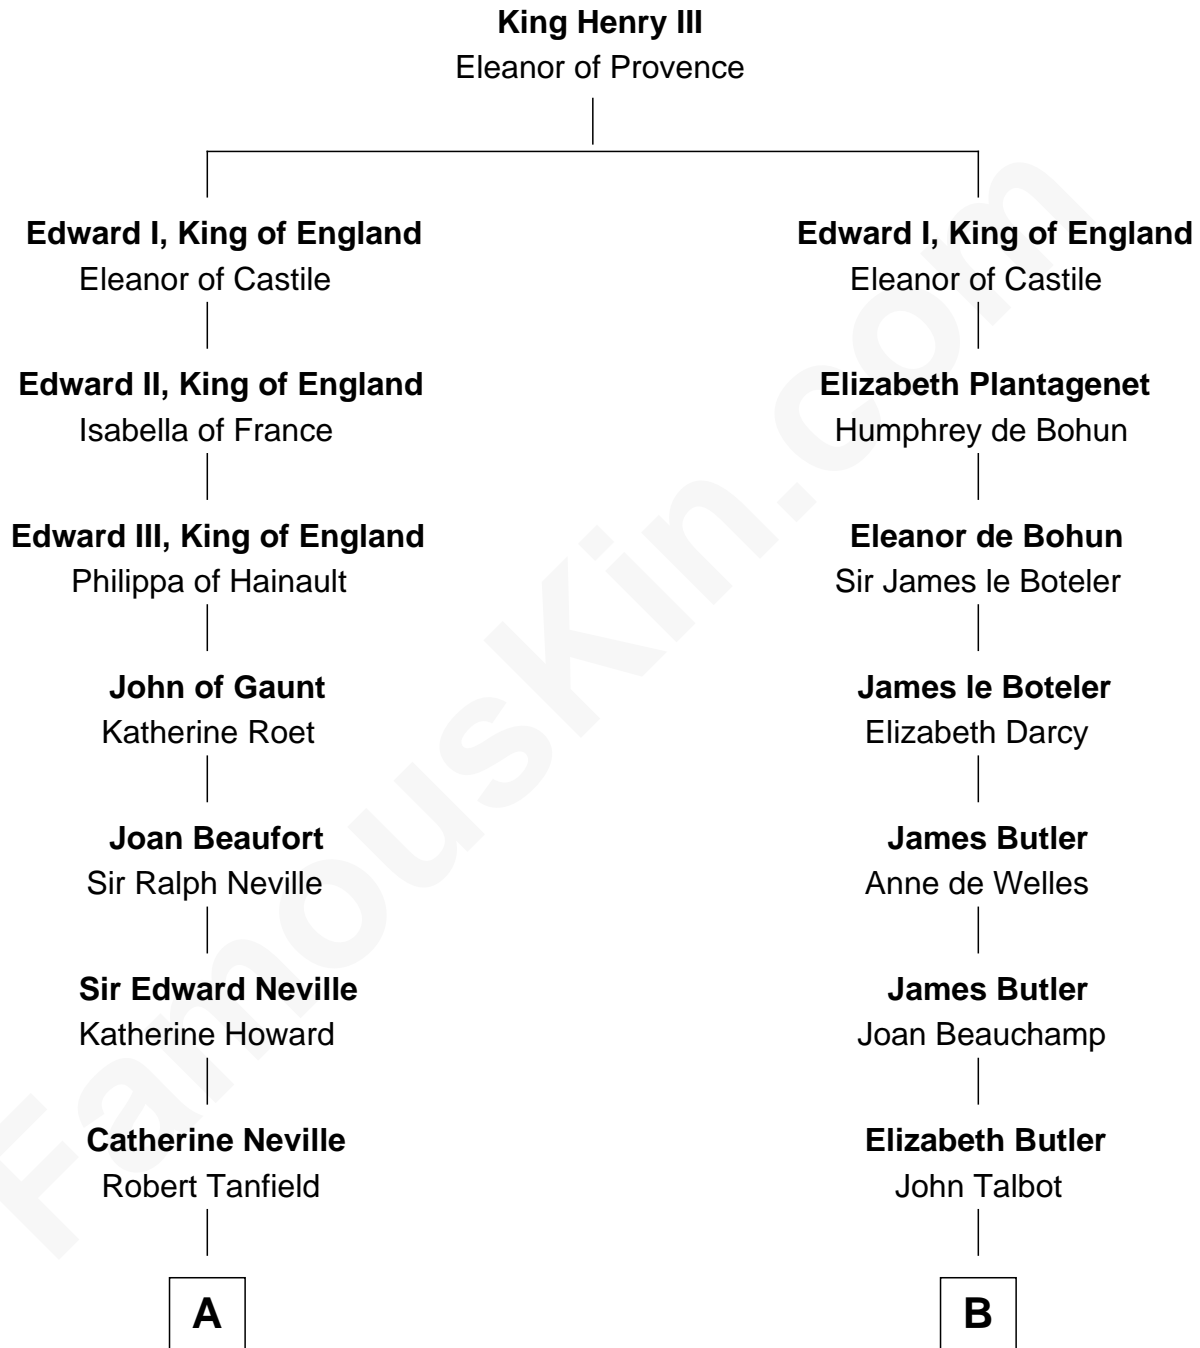 King Henry III
Eleanor of Provence
Edward I, King of England
Eleanor of Castile
Edward II, King of England
Isabella of France
Edward III, King of England
Philippa of Hainault
John of Gaunt
Katherine Roet
Joan Beaufort
Sir Ralph Neville
Sir Edward Neville
Katherine Howard
Catherine Neville
Robert Tanfield
A
Edward I, King of England
Eleanor of Castile
Elizabeth Plantagenet
Humphrey de Bohun
Eleanor de Bohun
Sir James le Boteler
James le Boteler
Elizabeth Darcy
James Butler
Anne de Welles
James Butler
Joan Beauchamp
Elizabeth Butler
John Talbot
B
FamousKin.com